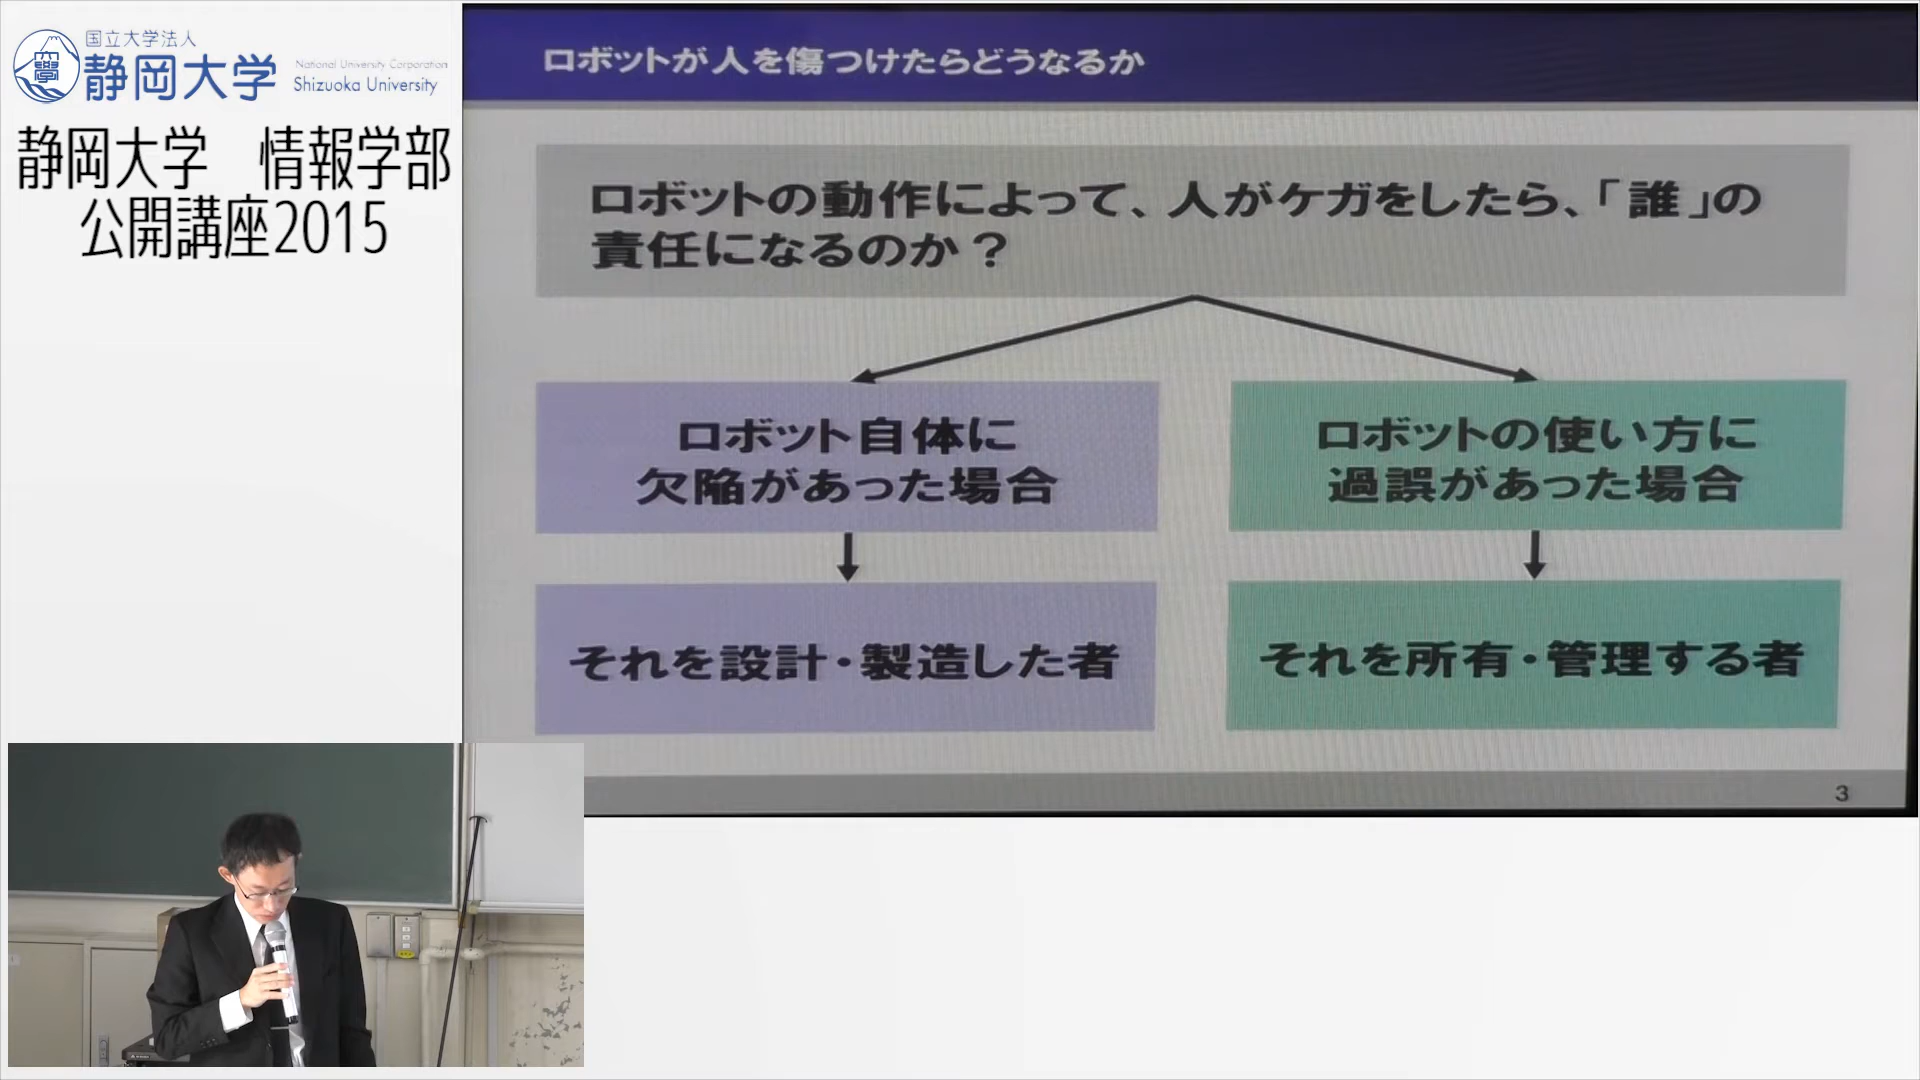 国立大学法人
静岡大学
National University Corporation
Shizuoka University
静岡大学 情報学部
公開講座2015
ロボットが人を傷つけたらどうなるか
ロボットの動作によって、人がケガをしたら、「誰」の
責任になるのか？
ロボット自体に
欠陥があった場合
ロボットの使い方に
過誤があった場合
それを設計・製造した者
それを所有・管理する者
3